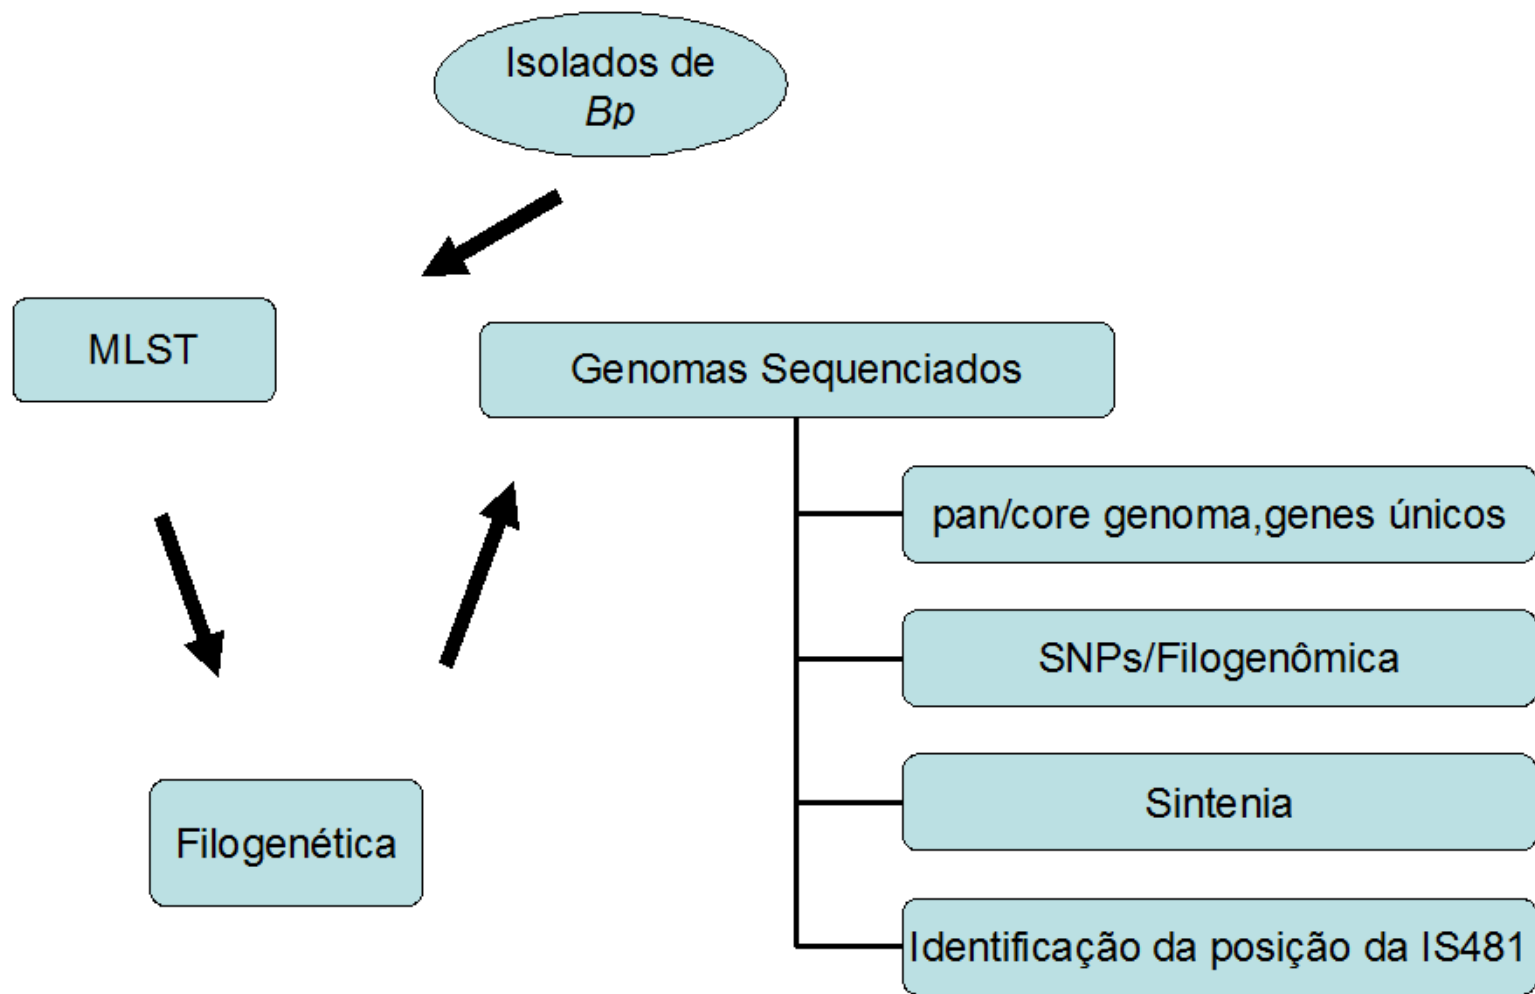 Isolados de
Bp
MLST
Genomas Sequenciados
pan/core genoma,genes únicos
SNPs/Filogenômica
Sintenia
Filogenética
Identificação da posição da IS481